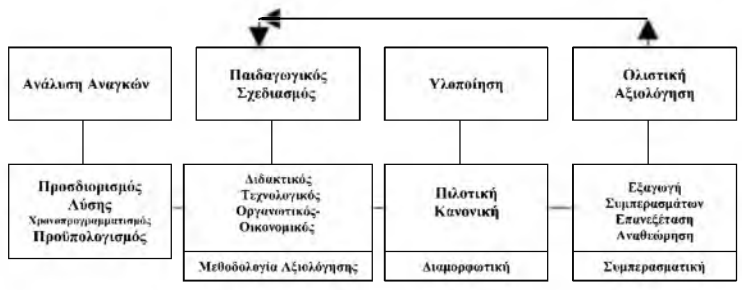 Ανάλυση Αναγκών
Παιδαγωγικός
Σχεδιασμός
Υλοποίηση
Ολιστική
Αξιολόγηση
Προσδιορισμός
Λύσης
Χρονοπρογραμματισμός
Προϋπολογισμός
Διδακτικός
Τεχνολογικός
Οργανωτικός-
Οικονομικός
Μεθοδολογία Αξιολόγησης
Πιλοτική
Κανονική
Διαμορφωτική
Εξαγωγή
Συμπερασμάτων
Επανεξέταση
Αναθεώρηση
Συμπερασματική